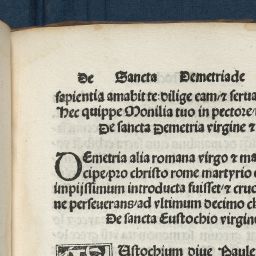 De Sancta Demetriade
sapientia amabit te: dilige eam/ ⁊ serua
Hec quippe Monilia tuo in pectore/
De sancta Demetria virgine ⁊
DEmetria alia romana virgo ⁊ ma
cipe/pro christo rome martyrio c
impijssimum introducta fuisset/ ⁊ cruc
ne perseuerans/ad vltimum decimo c
De sancta Eustochio virgine
EUstochium diue Paule